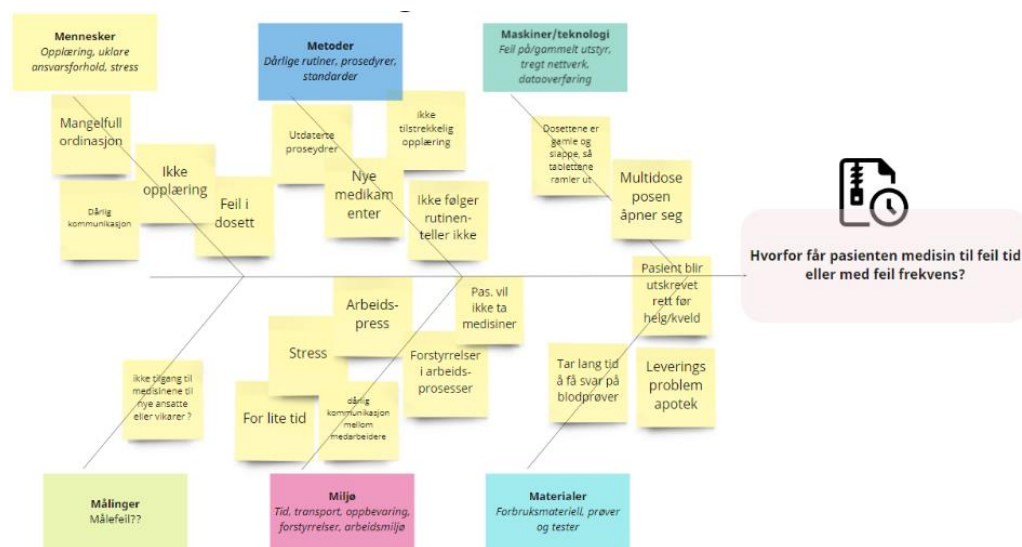 Mennesker
Opplæring, uklare
ansvarsforhold, stress
Metoder
Dårlige rutiner, prosedyrer,
standarder
Maskiner/teknologi
Feil på/gammelt utstyr,
tregt nettverk,
dataoverføring
Mangelfull
ordinasjon
Ikke
opplæring
Dårlig
kommunikasjon
Feil i
dosett
Utdaterte
proseydrer
ikke
tilstrekkelig
opplæring
Nye
medikam
enter
Ikke følger
rutinen-
teller ikke
Dosettene er
gamle og
slappe, så
tablettene
ramler ut
Multidose
posen
åpner seg
Hvorfor får pasienten medisin til feil tid
eller med feil frekvens?
Ikke tilgang til
medisinene til
nye ansatte
eller vikarer ?
Arbeids-
press
Stress
For lite tid
dårlig
kommunikasjon
mellom
medarbeidere
Pas. vil
ikke ta
medisiner
Forstyrrelser
i arbeids-
prosesser
Pasient blir
utskrevet
rett før
helg/kveld
Tar lang tid
å få svar på
blodprøver
Leverings
problem
apotek
Målinger
Målefeil??
Miljø
Tid, transport, oppbevaring,
forstyrrelser, arbeidsmiljø
Materialer
Forbruksmateriell, prøver
og tester